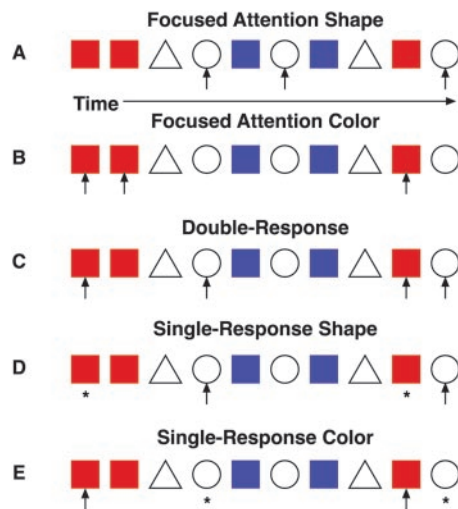 Focused Attention Shape
A
Time
Focused Attention Color
B
Double-Response
C
Single-Response Shape
D
* *
Single-Response Color
E
* *